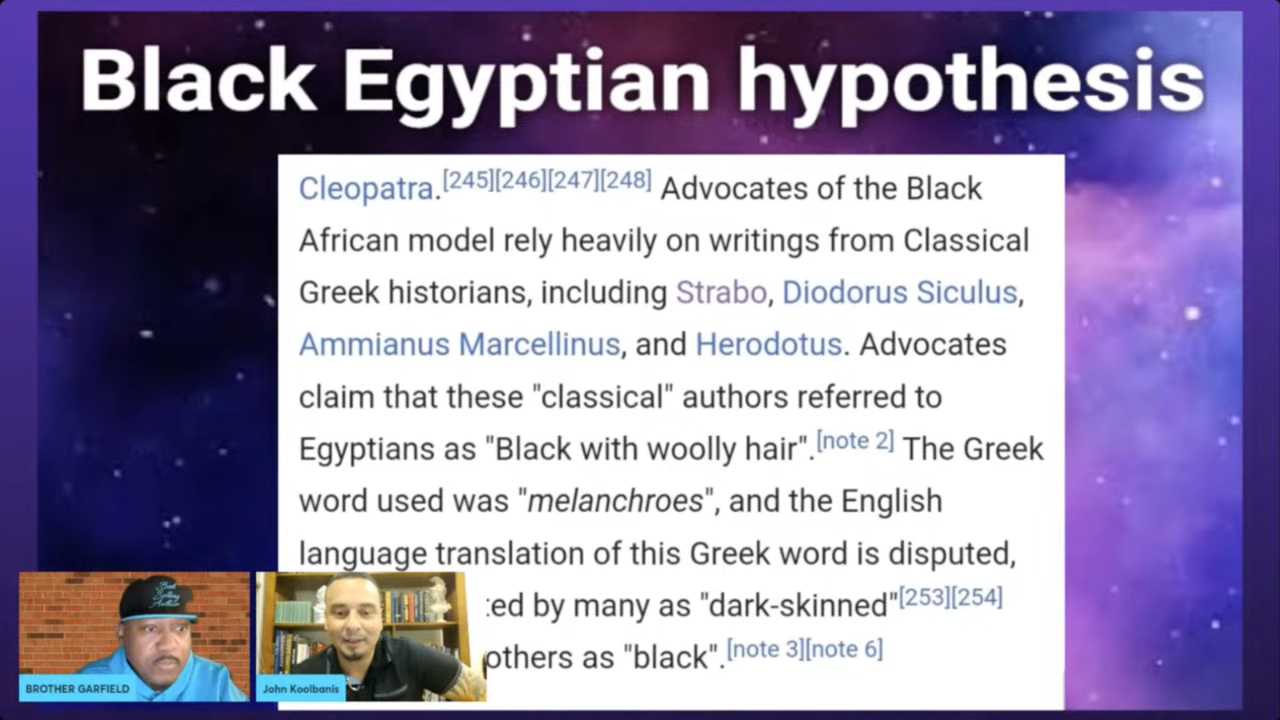 Black Egyptian hypothesis
Cleopatra.[245][246][247][248] Advocates of the Black
African model rely heavily on writings from Classical
Greek historians, including Strabo, Diodorus Siculus,
Ammianus Marcellinus, and Herodotus. Advocates
claim that these "classical" authors referred to
Egyptians as "Black with woolly hair".[note 2] The Greek
word used was "melanchroes", and the English
language translation of this Greek word is disputed,
by many as "dark-skinned"[253][254]
others as "black".[note 3][note 6]
Best
Selling
Author
BROTHER GARFIELD
John Koolbanis